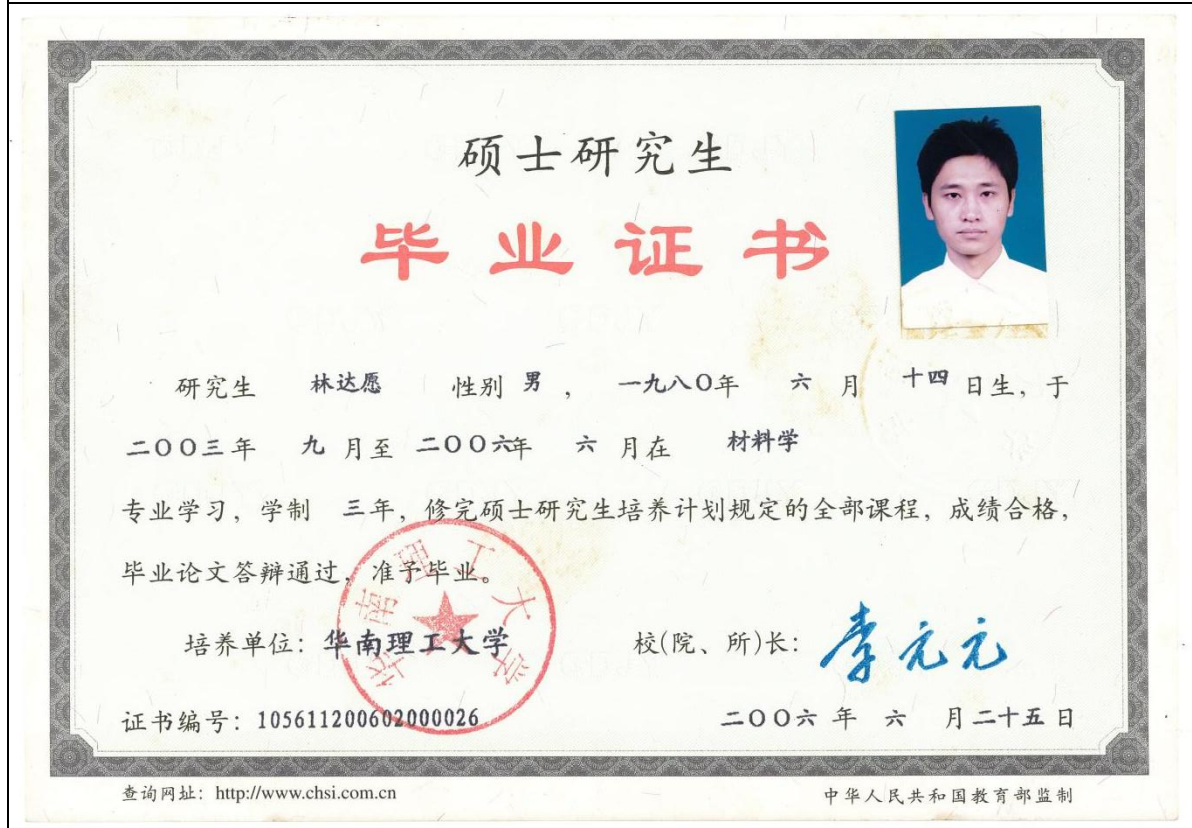 硕士研究生
毕业证书
研究生 林达愿 性别 男 , 一九八〇年 六 月 十四 日生, 于
二〇〇三年 九 月至 二〇〇六年 六 月在 材料学
专业学习, 学制 三年, 修完硕士研究生培养计划规定的全部课程, 成绩合格,
毕业论文答辩通过, 准予毕业。
华南理工大学
培养单位: 华南理工大学 校(院、所)长: 李元元
证书编号: 105611200602000026 二〇〇六 年 六 月 二十五 日
查询网址: http://www.chsi.com.cn 中华人民共和国教育部监制